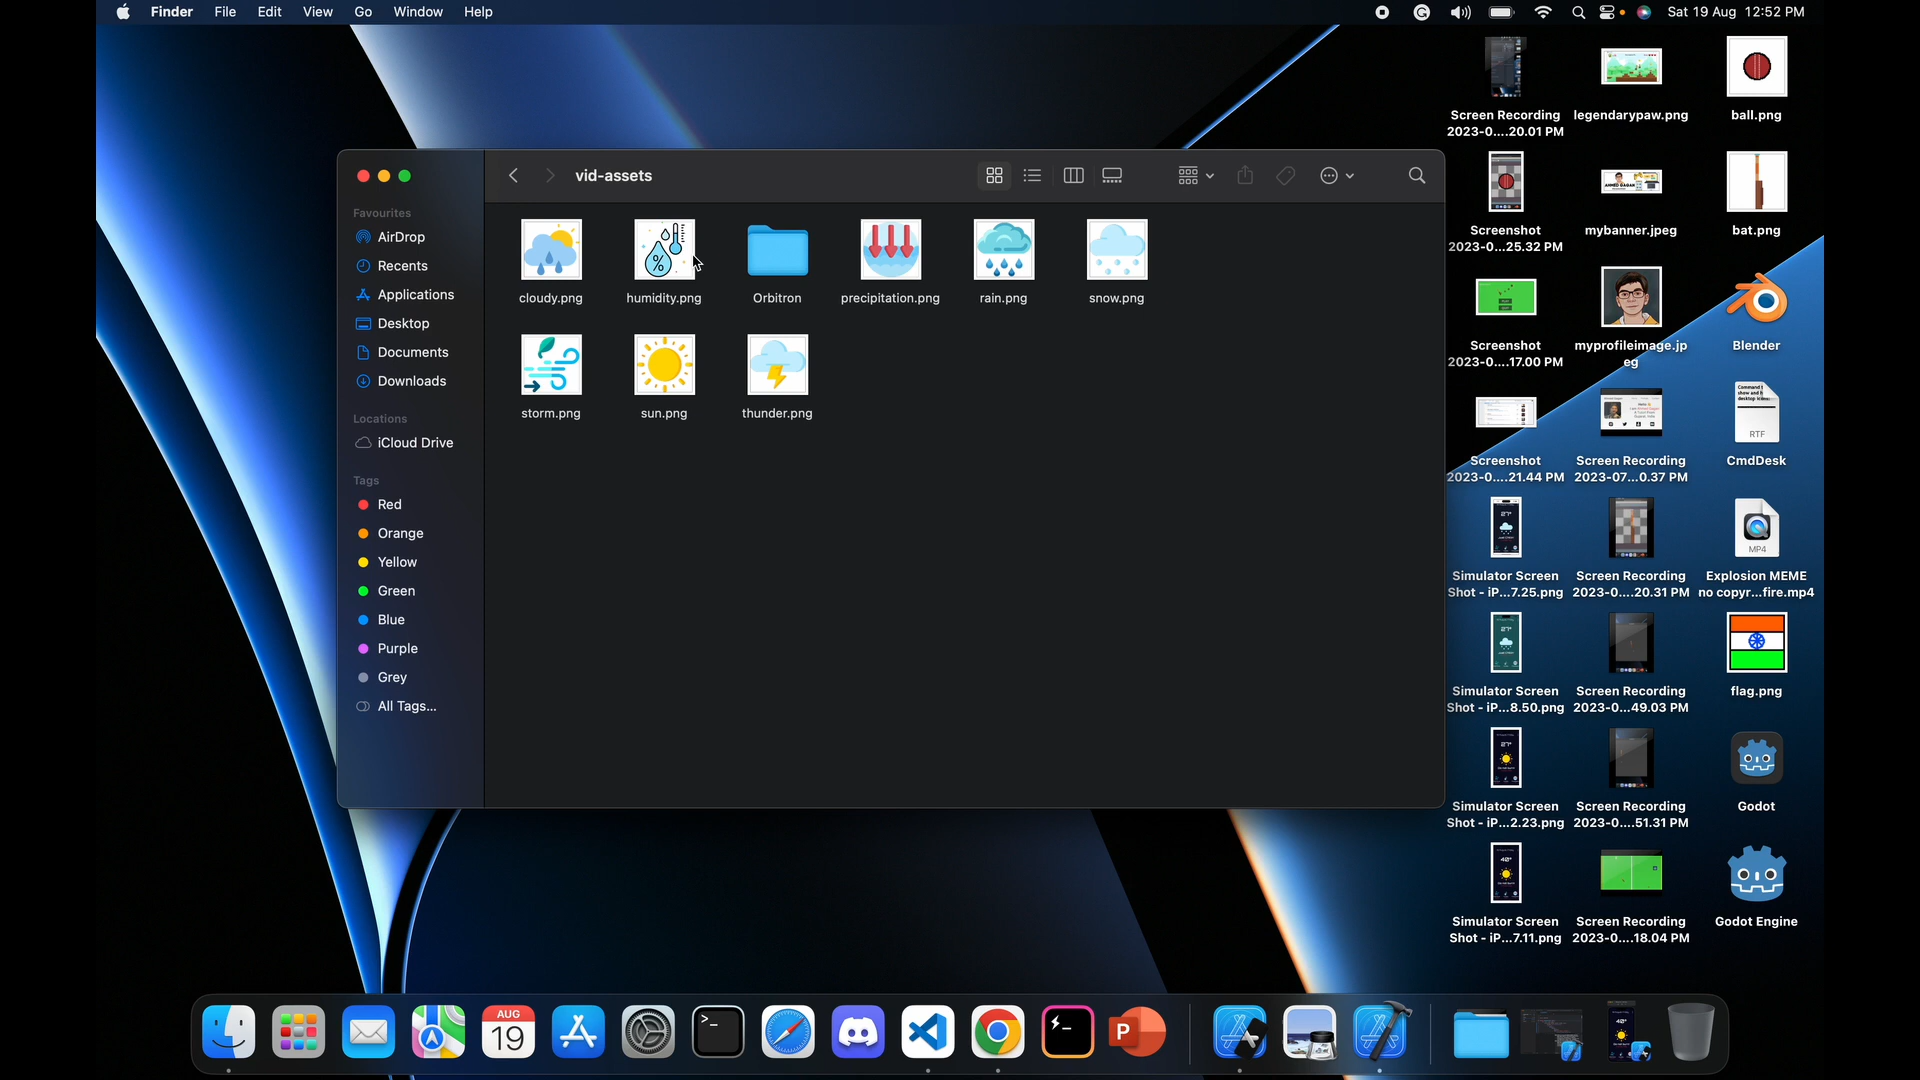 Finder File Edit View Go Window Help
Sat 19 Aug 12:52 PM
vid-assets
Favourites
AirDrop
Recents
Applications
Desktop
Documents
Downloads
Locations
iCloud Drive
Tags
Red
Orange
Yellow
Green
Blue
Purple
Grey
All Tags...
%
cloudy.png humidity.png Orbitron precipitation.png rain.png snow.png
storm.png sun.png thunder.png
Screen Recording
2023-0....20.01 PM
legendarypaw.png
ball.png
Screenshot
2023-0...25.32 PM
mybanner.jpeg
bat.png
Screenshot
2023-0....17.00 PM
myprofileimage.jp
eg
Blender
Screenshot
2023-0....21.44 PM
Screen Recording
2023-07...0.37 PM
RTF
CmdDesk
27°
Simulator Screen
Shot - iP...7.25.png
Screen Recording
2023-0....20.31 PM
MP4
Explosion MEME
no copyr...fire.mp4
27°
Simulator Screen
Shot - iP...8.50.png
Screen Recording
2023-0....49.03 PM
flag.png
27°
Simulator Screen
Shot - iP...2.23.png
Screen Recording
2023-0....51.31 PM
Godot
40°
Simulator Screen
Shot - iP...7.11.png
Screen Recording
2023-0....18.04 PM
Godot Engine
AUG
19
P
40°